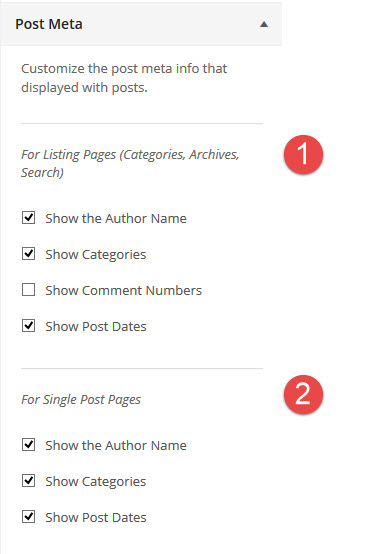 Post Meta
Customize the post meta info that
displayed with posts.
For Listing Pages (Categories, Archives,
Search)
1
Show the Author Name
Show Categories
Show Comment Numbers
Show Post Dates
For Single Post Pages
2
Show the Author Name
Show Categories
Show Post Dates